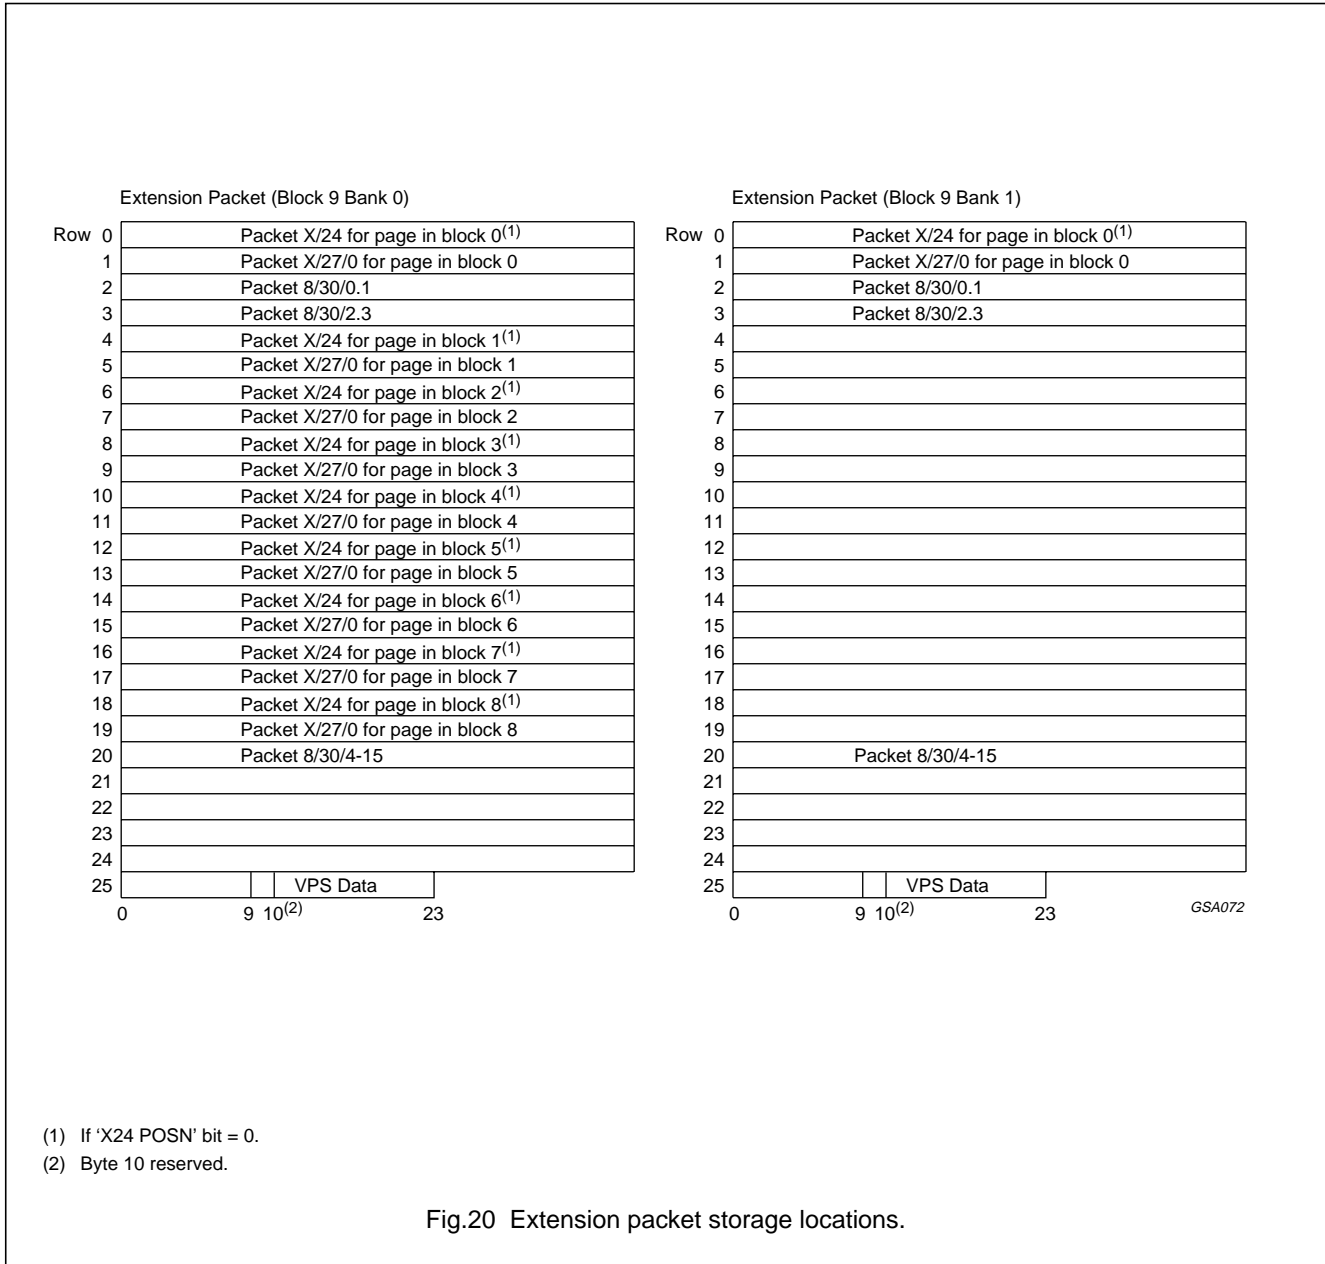 Extension Packet (Block 9 Bank 0)
Row 0 Packet X/24 for page in block 0(1)
1 Packet X/27/0 for page in block 0
2 Packet 8/30/0.1
3 Packet 8/30/2.3
4 Packet X/24 for page in block 1(1)
5 Packet X/27/0 for page in block 1
6 Packet X/24 for page in block 2(1)
7 Packet X/27/0 for page in block 2
8 Packet X/24 for page in block 3(1)
9 Packet X/27/0 for page in block 3
10 Packet X/24 for page in block 4(1)
11 Packet X/27/0 for page in block 4
12 Packet X/24 for page in block 5(1)
13 Packet X/27/0 for page in block 5
14 Packet X/24 for page in block 6(1)
15 Packet X/27/0 for page in block 6
16 Packet X/24 for page in block 7(1)
17 Packet X/27/0 for page in block 7
18 Packet X/24 for page in block 8(1)
19 Packet X/27/0 for page in block 8
20 Packet 8/30/4-15
21
22
23
24
25 VPS Data
0 9 10(2) 23
Extension Packet (Block 9 Bank 1)
Row 0 Packet X/24 for page in block 0(1)
1 Packet X/27/0 for page in block 0
2 Packet 8/30/0.1
3 Packet 8/30/2.3
4
5
6
7
8
9
10
11
12
13
14
15
16
17
18
19
20 Packet 8/30/4-15
21
22
23
24
25 VPS Data
0 9 10(2) 23
GSA072
(1) If ‘X24 POSN’ bit = 0.
(2) Byte 10 reserved.
Fig.20 Extension packet storage locations.